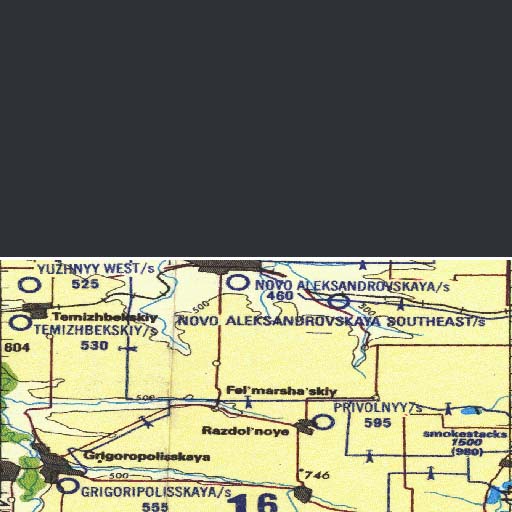 YUZHNYY WEST/s
525
NOVO ALEKSANDROVSKAYA/s
460
500
500
Temizhbekskiy
TEMIZHBEKSKIY/s
530
NOVO ALEKSANDROVSKAYA SOUTHEAST/s
604
Fel'marsha'skiy
500
PRIVOLNYY/s
595
Razdol'noye
smokestacks
1500
(980)
Grigoropolisskaya
500
746
GRIGORIPOLISSKAYA/s
555
16